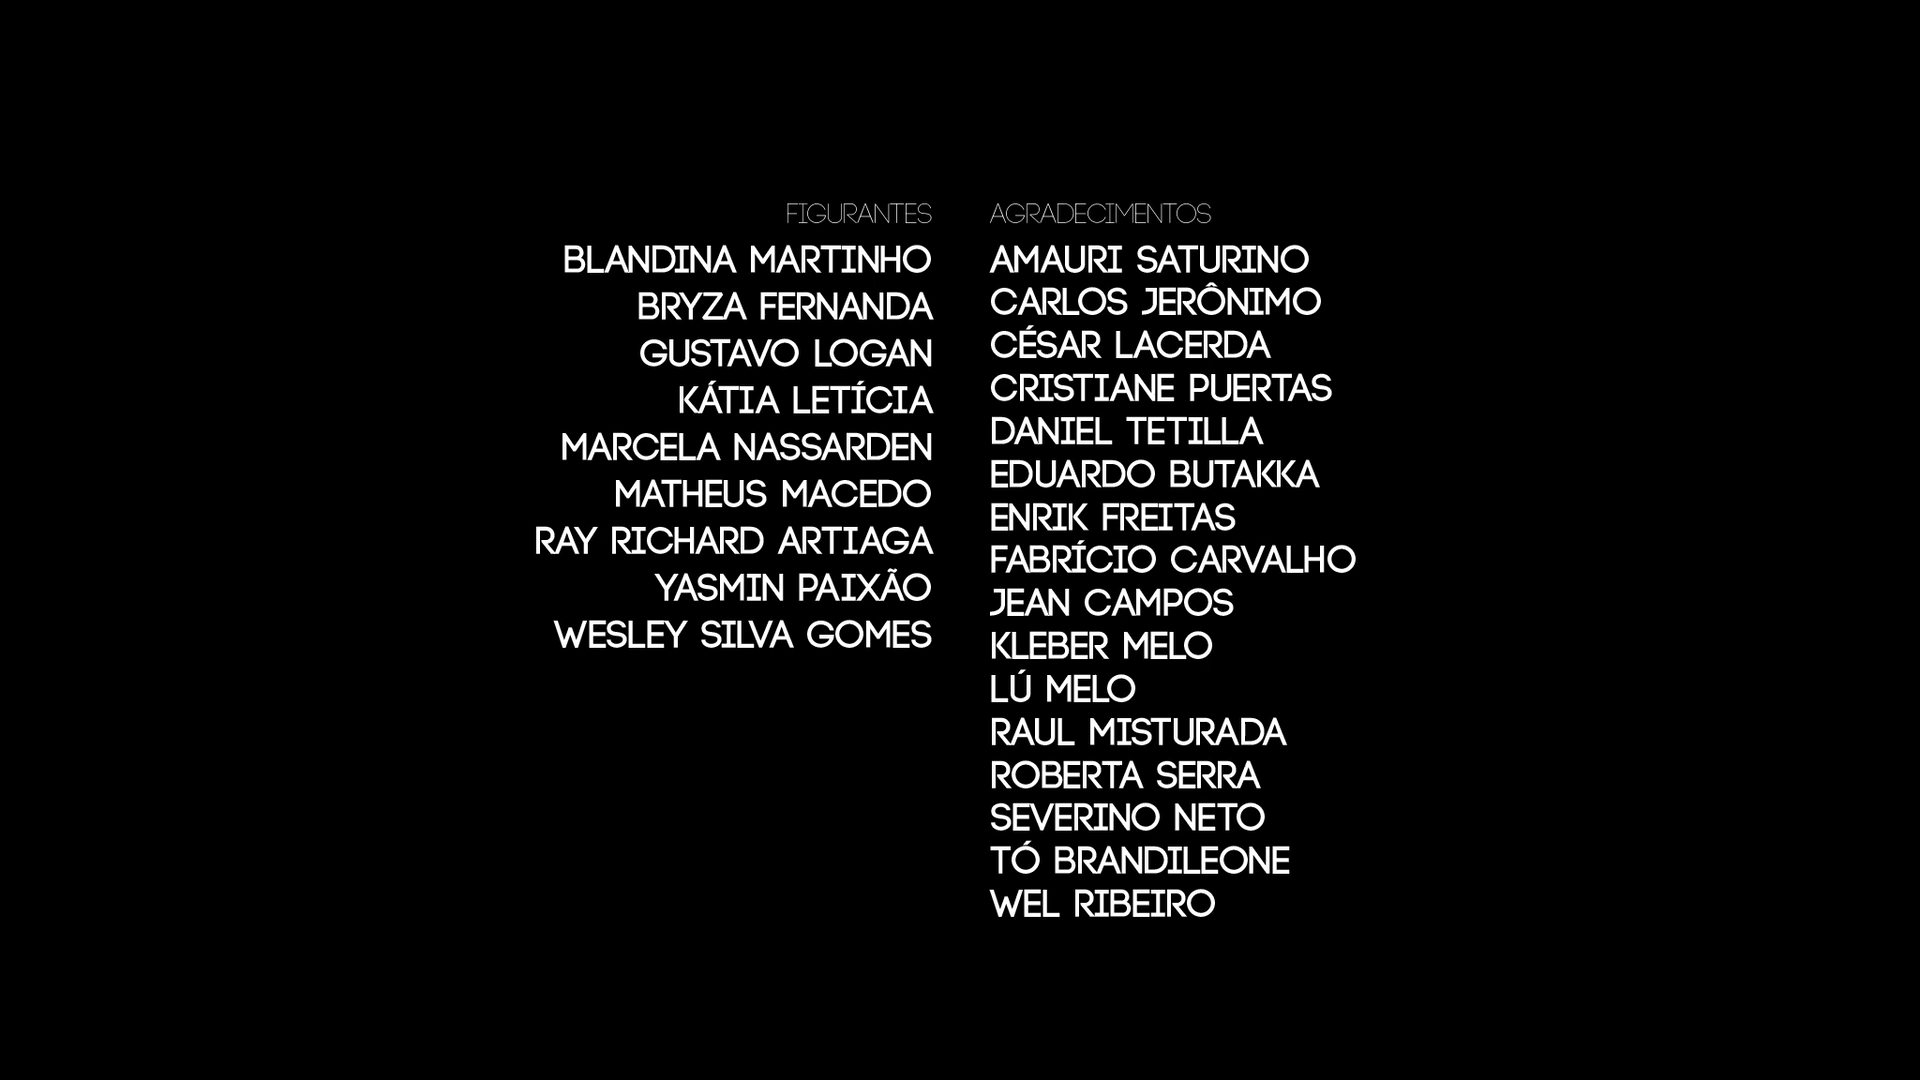 FIGURANTES
BLANDINA MARTINHO
BRYZA FERNANDA
GUSTAVO LOGAN
KÁTIA LETÍCIA
MARCELA NASSARDEN
MATHEUS MACEDO
RAY RICHARD ARTIAGA
YASMIN PAIXÃO
WESLEY SILVA GOMES
AGRADECIMENTOS
AMAURI SATURINO
CARLOS JERÔNIMO
CÉSAR LACERDA
CRISTIANE PUERTAS
DANIEL TETILLA
EDUARDO BUTAKKA
ENRIK FREITAS
FABRÍCIO CARVALHO
JEAN CAMPOS
KLEBER MELO
LÚ MELO
RAUL MISTURADA
ROBERTA SERRA
SEVERINO NETO
TÓ BRANDILEONE
WEL RIBEIRO